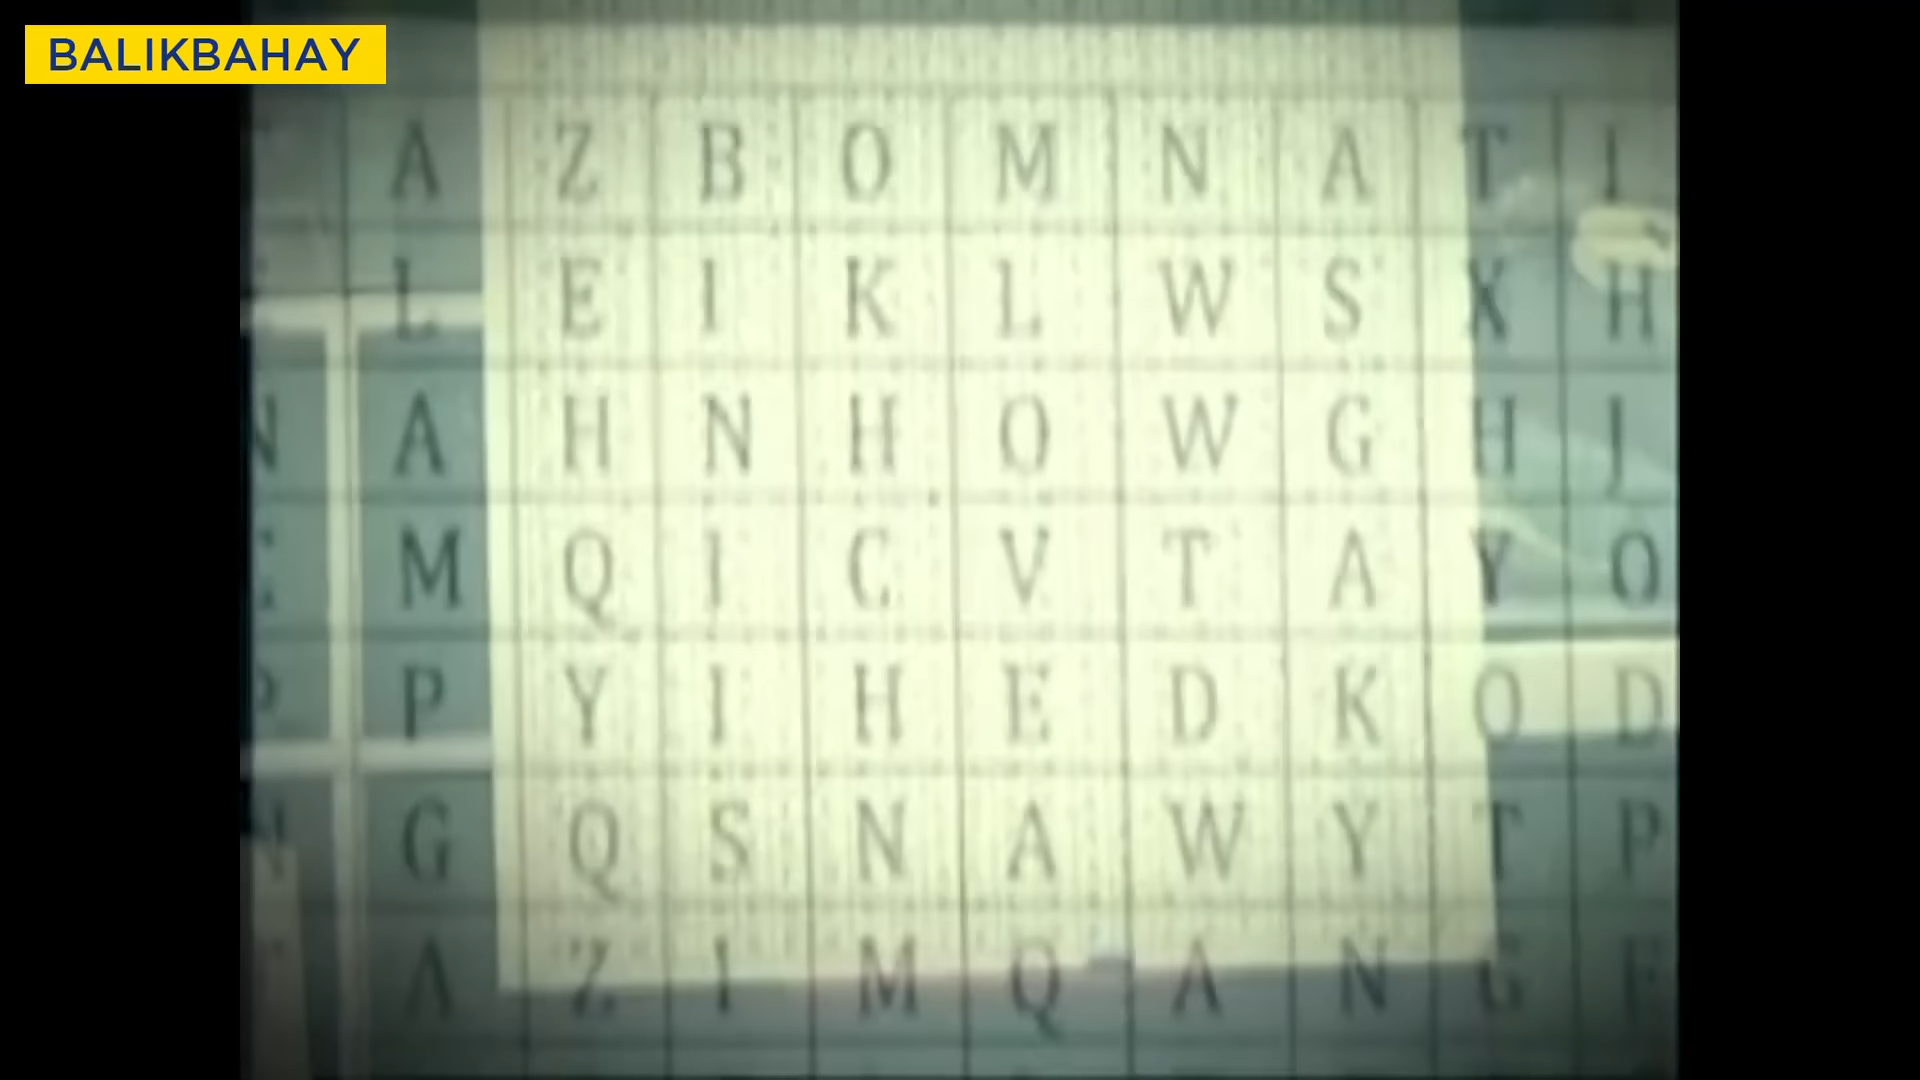 BALIKBAHAY
A Z B O M N A T I
L E I K L W S X H
N A H N H O W G H J
M Q I C V T A Y O
P P Y I H E D K O D
G Q S N A W Y T P
A Z I M Q A N G